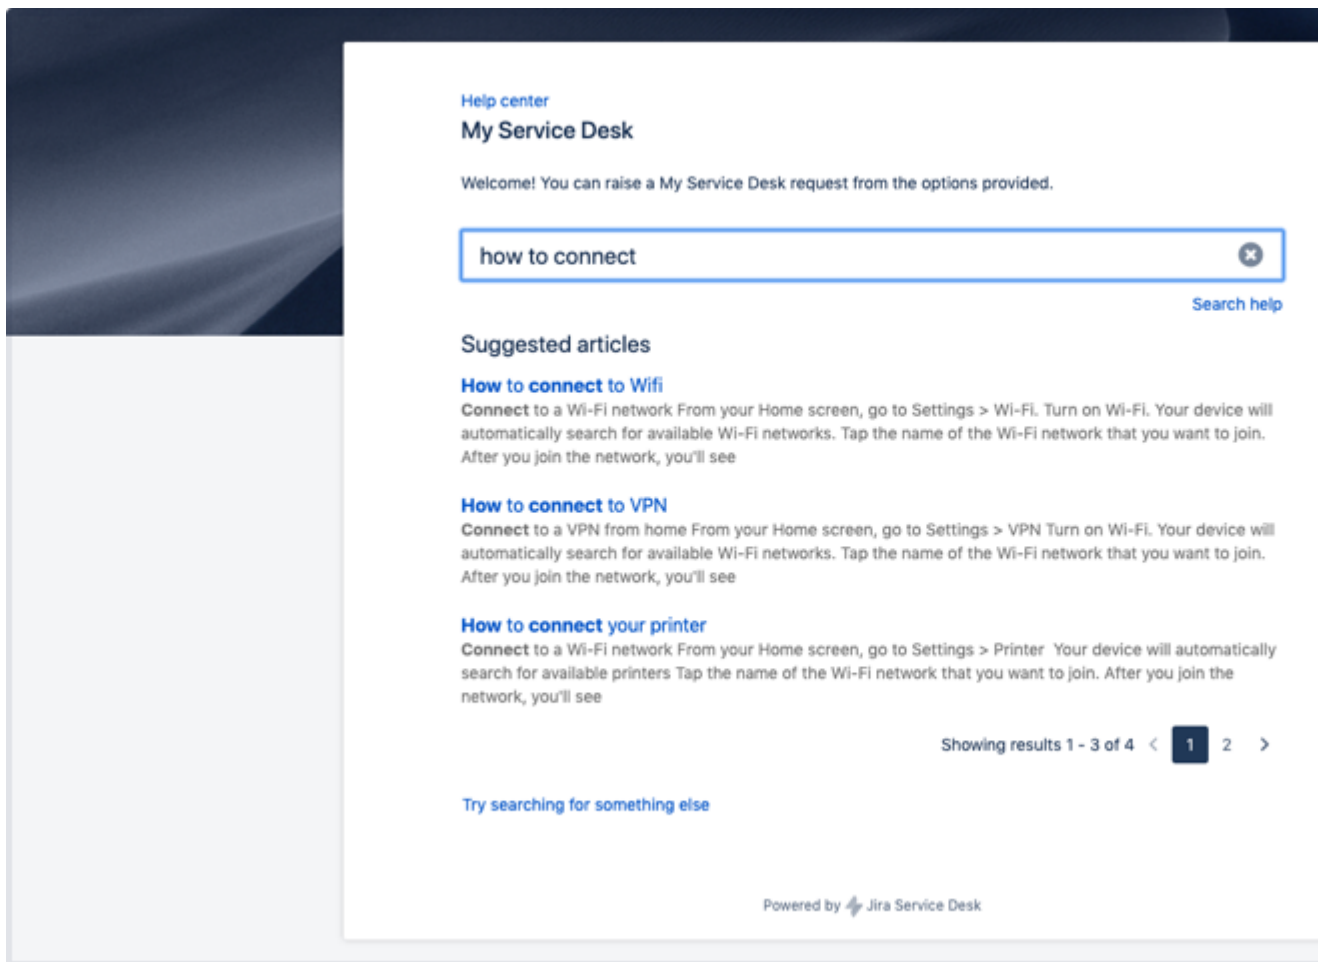 Help center
My Service Desk
Welcome! You can raise a My Service Desk request from the options provided.
how to connect
Search help
Suggested articles
How to connect to Wifi
Connect to a Wi-Fi network From your Home screen, go to Settings > Wi-Fi. Turn on Wi-Fi. Your device will
automatically search for available Wi-Fi networks. Tap the name of the Wi-Fi network that you want to join.
After you join the network, you'll see
How to connect to VPN
Connect to a VPN from home From your Home screen, go to Settings > VPN Turn on Wi-Fi. Your device will
automatically search for available Wi-Fi networks. Tap the name of the Wi-Fi network that you want to join.
After you join the network, you'll see
How to connect your printer
Connect to a Wi-Fi network From your Home screen, go to Settings > Printer Your device will automatically
search for available printers Tap the name of the Wi-Fi network that you want to join. After you join the
network, you'll see
Showing results 1 - 3 of 4 < 1 2 >
Try searching for something else
Powered by Jira Service Desk